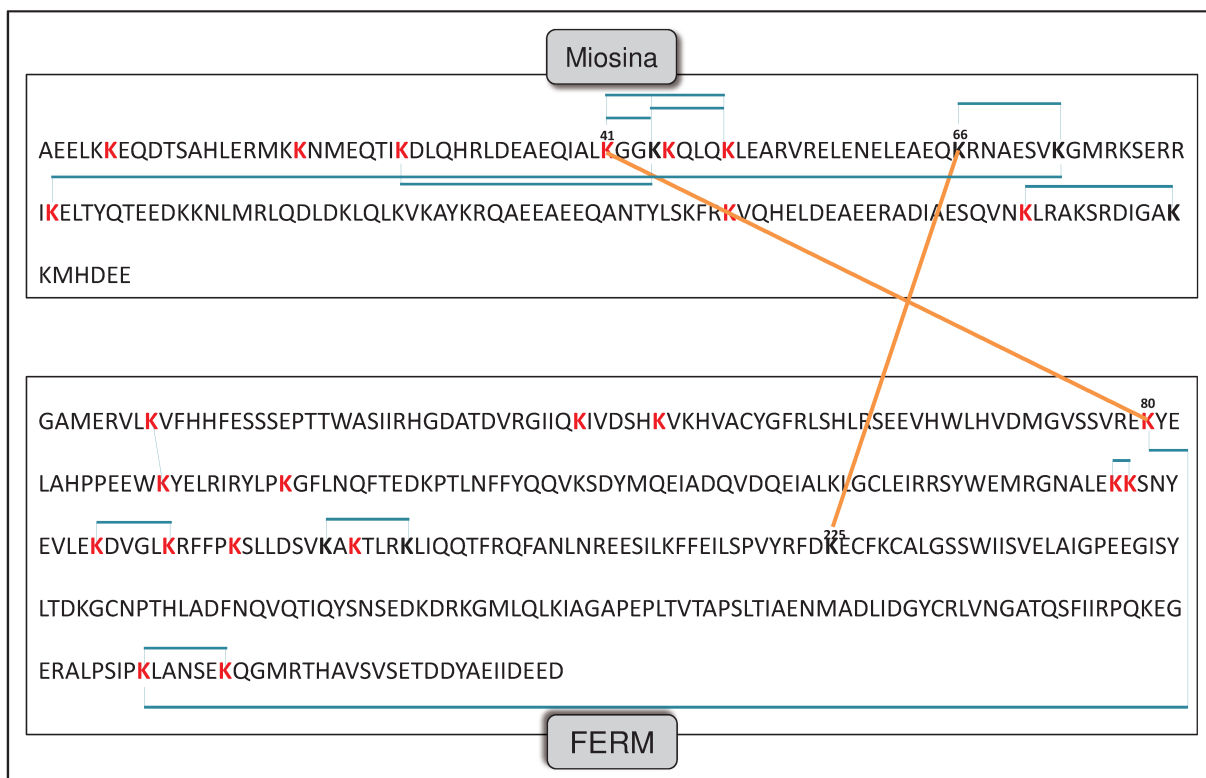 Miosina
41 66
AEELKKEQDTSAHLERMKKNMEQTIKDLQHRLDEAEQIALKGGKKQLQKLEARVRELENELEAEQKRNAESVKGMRKSERR
IKELTYQTEEDKKNLMRLQDLDKLQLKVKAYKRQAEEAEEQANTYLSKFRKVQHELDEAEERADIAESQVNKLRAKSRDIGAK
KMHDEE
80
GAMERVLKVFHHFESSSEPTTWASIIRHGDATDVRGIIQKIVDSHKVKHVACYGFRLSHLRSEEVHWLHVDMGVSSVREKYE
LAHPPEEWKYELRIRYLPKGFLNQFTEDKPTLNFFYQQVKSDYMQEIADQVDQEIALKLGCLEIRRSYWEMRGNALEKKSNY
225
EVLEKDVGLKRFFPKSLLDSVKAKTLRKLIQQTFRQFANLNREESILKFFEILSPVYRFDKECFKCALGSSWIISVELAIGPEEGISY
LTDKGCNPTHLADFNQVQTIQYSNSEDKDRKGMLQLKIAGAPEPLTVTAPSLTIAENMADLIDGYCRLVNGATQSFIIRPQKEG
ERALPSIPKLANSEKQGMRTHAVSVSETDDYAEIIDEED
FERM